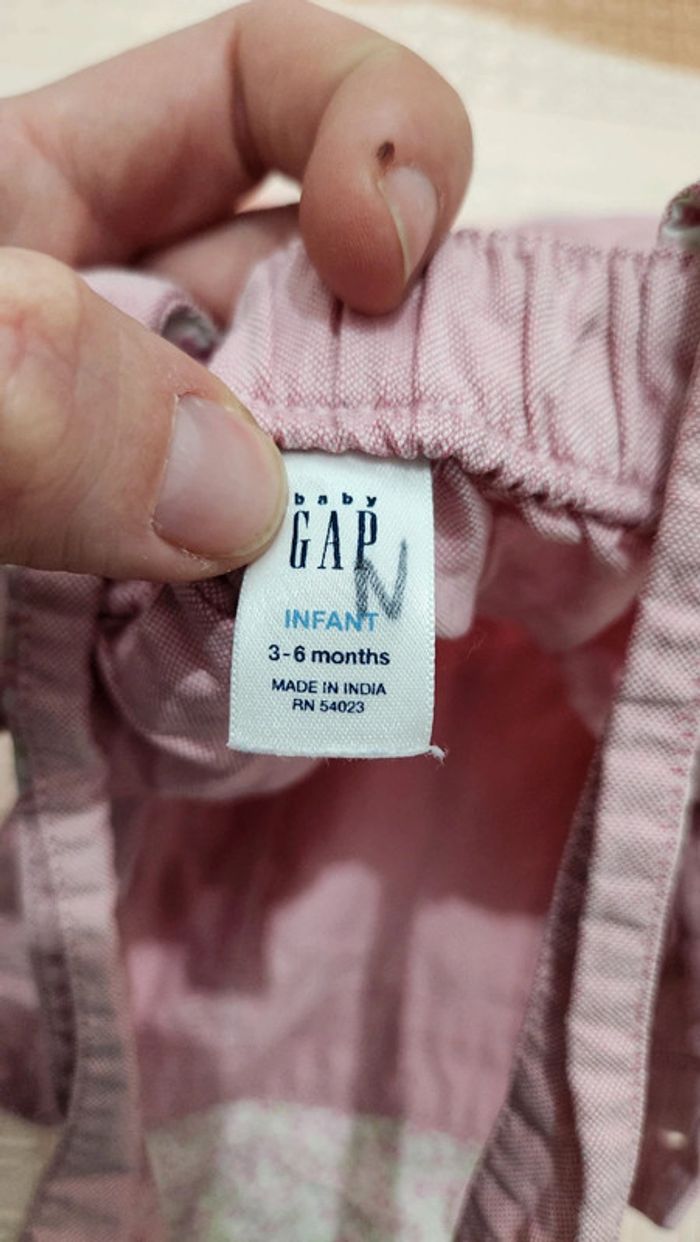 baby
GAP
N
INFANT
3-6 months
MADE IN INDIA
RN 54023